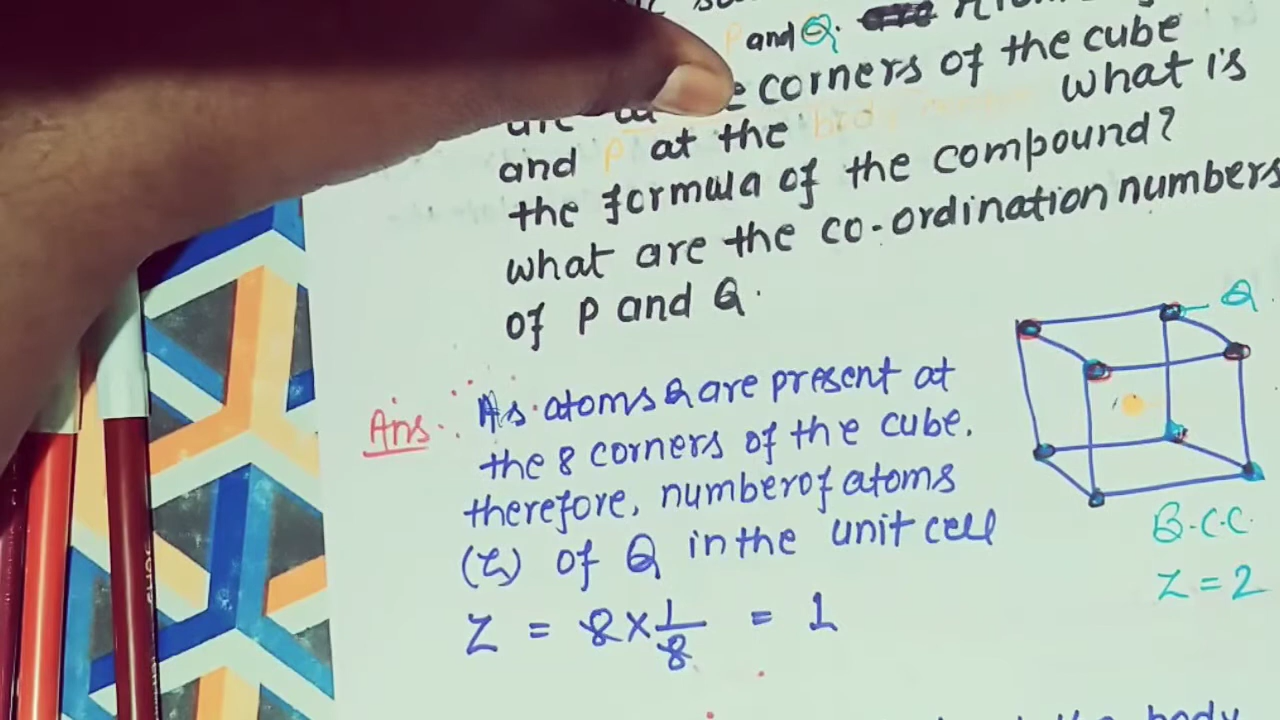 P and Q.
corners of the cube
and P at the body What is
the formula of the compound?
what are the co-ordination numbers
of P and Q.
Ans.
As atoms Q are present at
the 8 corners of the cube.
therefore, number of atoms
(Z) of Q in the unit cell
Z = 8 × 1/8 = 1
Q
B.C.C.
Z = 2
body